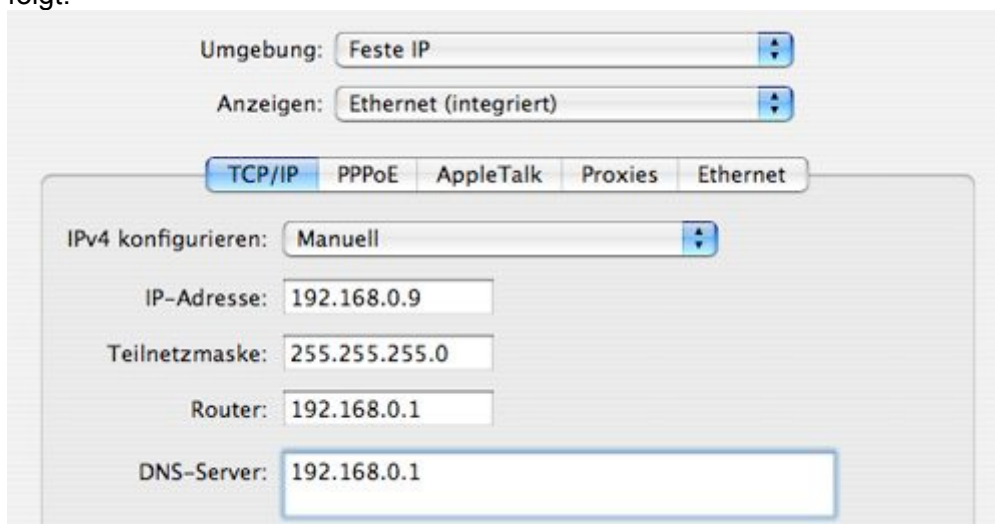 folgt:
Umgebung: Feste IP
Anzeigen: Ethernet (integriert)
TCP/IP PPPoE AppleTalk Proxies Ethernet
IPv4 konfigurieren: Manuell
IP-Adresse: 192.168.0.9
Teilnetzmaske: 255.255.255.0
Router: 192.168.0.1
DNS-Server: 192.168.0.1